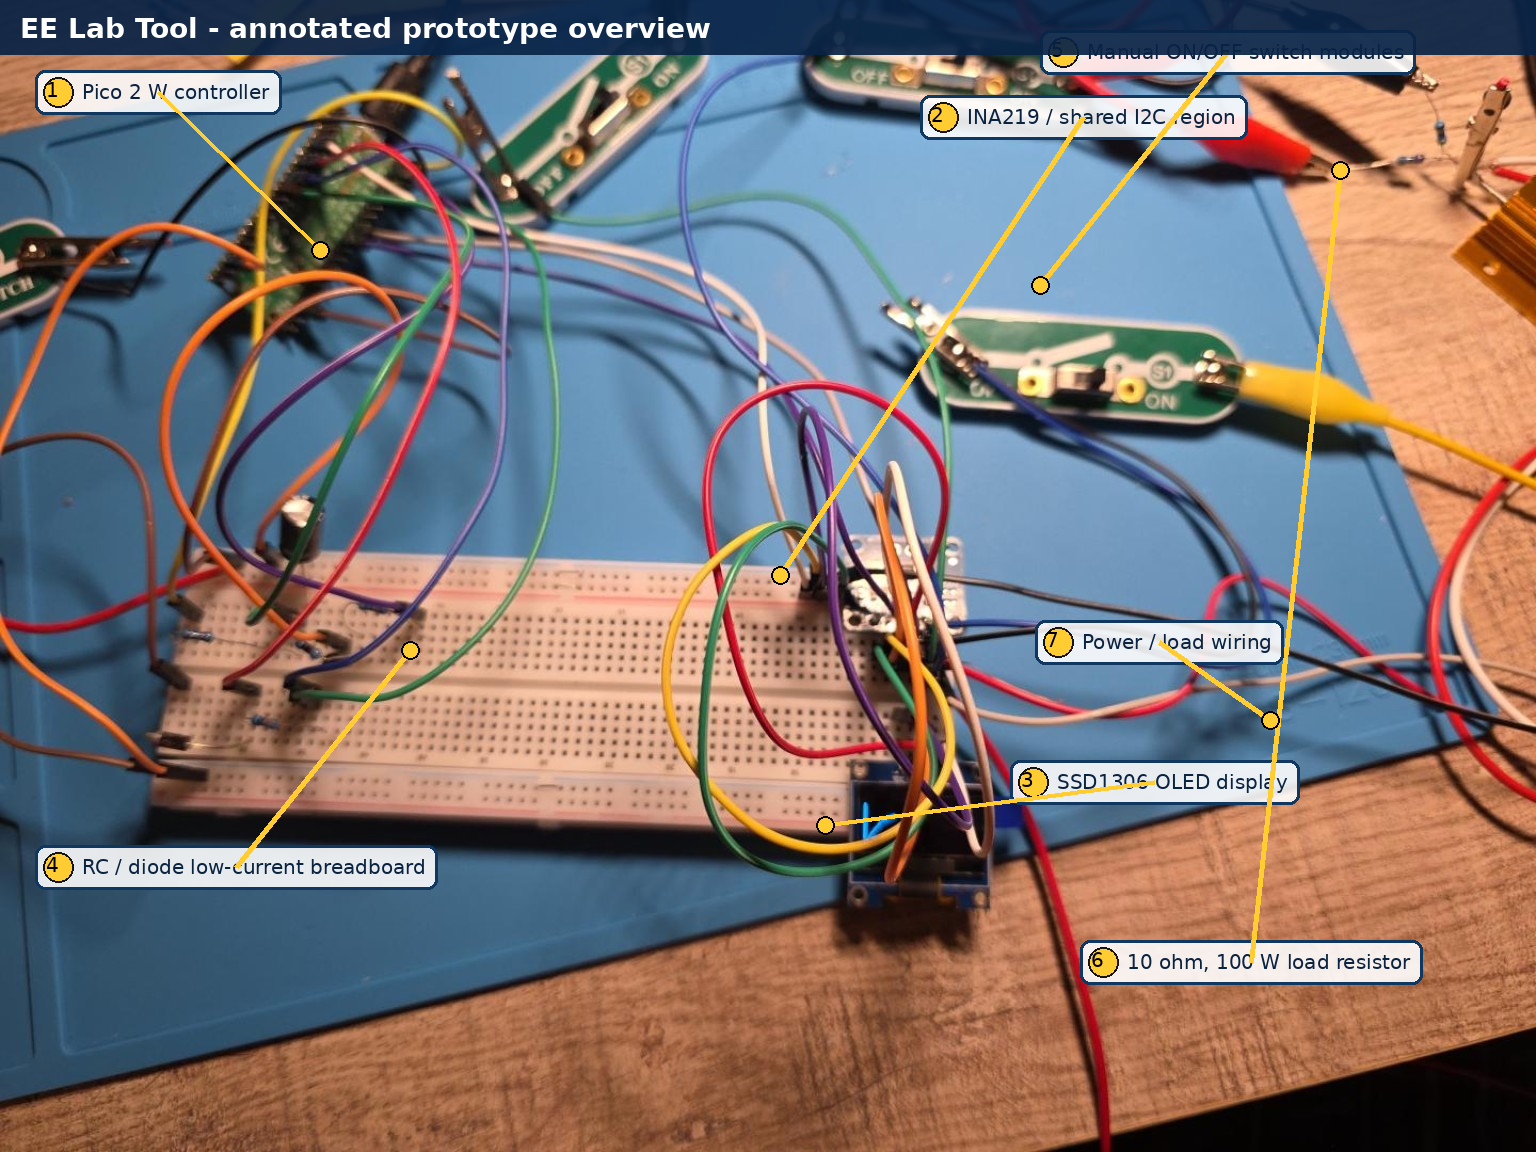 EE Lab Tool - annotated prototype overview
5 Manual ON/OFF switch modules
1 Pico 2 W controller
2 INA219 / shared I2C region
S1
ON
OFF
TCH
S1
ON
7 Power / load wiring
3 SSD1306 OLED display
4 RC / diode low-current breadboard
6 10 ohm, 100 W load resistor